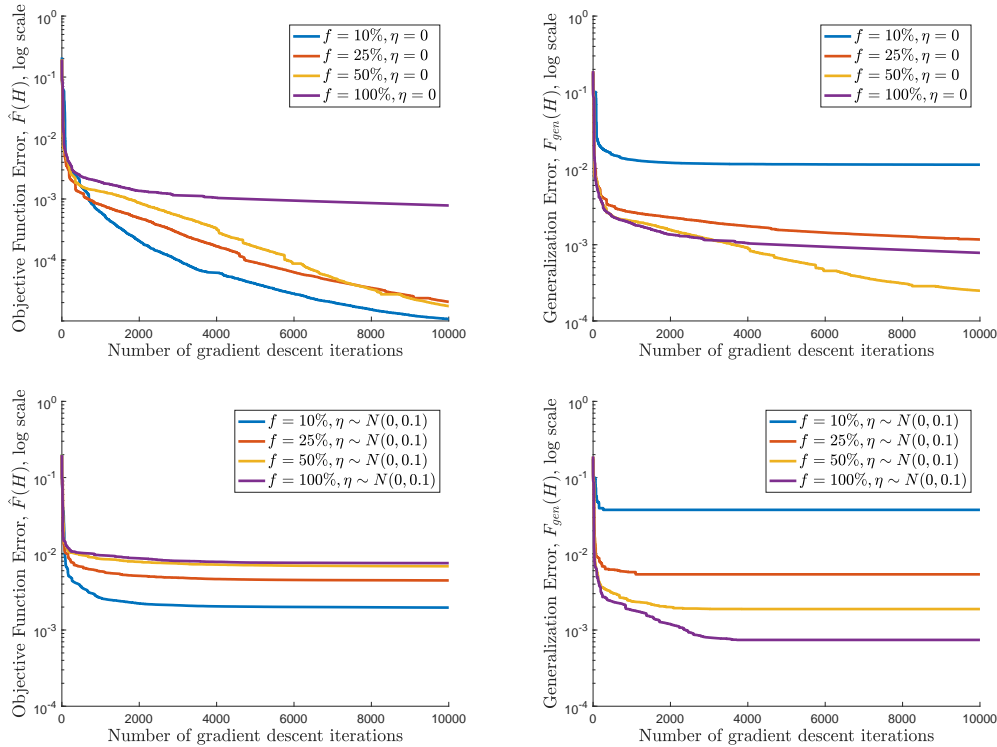 Objective Function Error, F̂(H), log scale
10^0
10^-1
10^-2
10^-3
10^-4
f = 10%, η = 0
f = 25%, η = 0
f = 50%, η = 0
f = 100%, η = 0
0 2000 4000 6000 8000 10000
Number of gradient descent iterations
Generalization Error, F_gen(H), log scale
10^0
10^-1
10^-2
10^-3
10^-4
f = 10%, η = 0
f = 25%, η = 0
f = 50%, η = 0
f = 100%, η = 0
0 2000 4000 6000 8000 10000
Number of gradient descent iterations
Objective Function Error, F̂(H), log scale
10^0
10^-1
10^-2
10^-3
10^-4
f = 10%, η ∼ N(0, 0.1)
f = 25%, η ∼ N(0, 0.1)
f = 50%, η ∼ N(0, 0.1)
f = 100%, η ∼ N(0, 0.1)
0 2000 4000 6000 8000 10000
Number of gradient descent iterations
Generalization Error, F_gen(H), log scale
10^0
10^-1
10^-2
10^-3
10^-4
f = 10%, η ∼ N(0, 0.1)
f = 25%, η ∼ N(0, 0.1)
f = 50%, η ∼ N(0, 0.1)
f = 100%, η ∼ N(0, 0.1)
0 2000 4000 6000 8000 10000
Number of gradient descent iterations